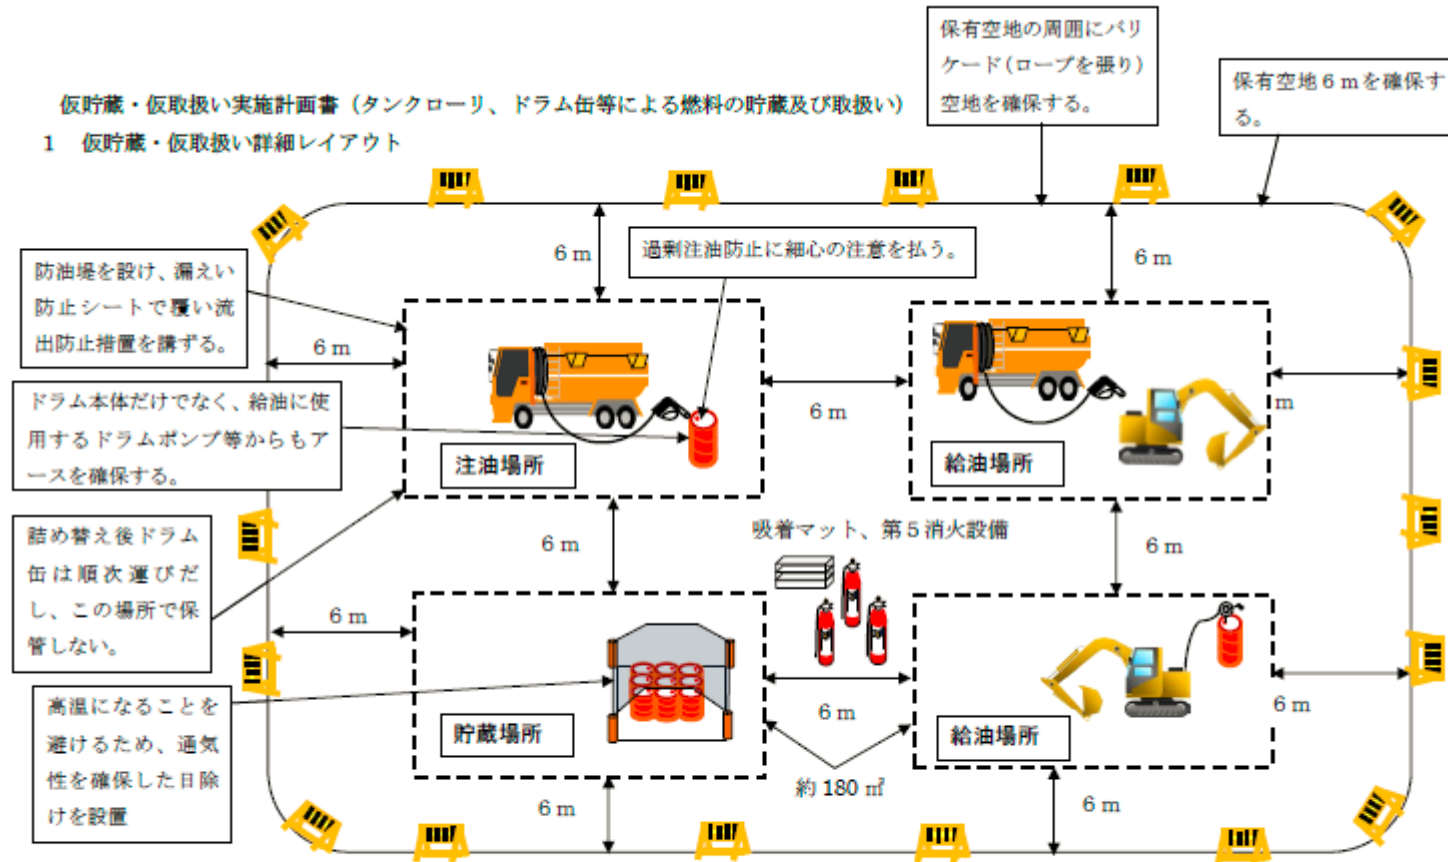 保有空地の周囲にバリ
ケード(ロープを張り)
空地を確保する。
保有空地6mを確保す
る。
仮貯蔵・仮取扱い実施計画書(タンクローリ、ドラム缶等による燃料の貯蔵及び取扱い)
1 仮貯蔵・仮取扱い詳細レイアウト
6m
過剰注油防止に細心の注意を払う。
6m
防油堤を設け、漏えい
防止シートで覆い流
出防止措置を講ずる。
6m
6m
m
ドラム本体だけでなく、給油に使
用するドラムポンプ等からもア
ースを確保する。
注油場所
給油場所
詰め替え後ドラム
缶は順次運びだ
し、この場所で保
管しない。
6m
吸着マット、第5消火設備
6m
6m
高温になることを
避けるため、通気
性を確保した日除
けを設置
貯蔵場所
6m
給油場所
6m
約180㎡
6m
6m